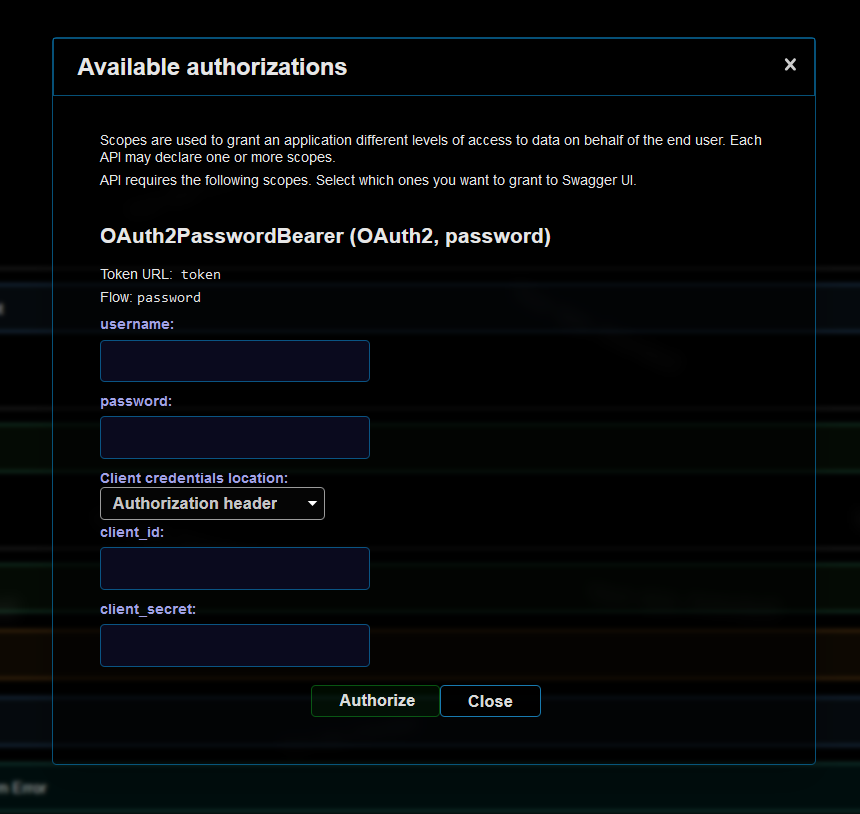 Available authorizations
Scopes are used to grant an application different levels of access to data on behalf of the end user. Each
API may declare one or more scopes.
API requires the following scopes. Select which ones you want to grant to Swagger UI.
OAuth2PasswordBearer (OAuth2, password)
Token URL: token
Flow: password
username:
password:
Client credentials location:
Authorization header
client_id:
client_secret:
Authorize Close
Error